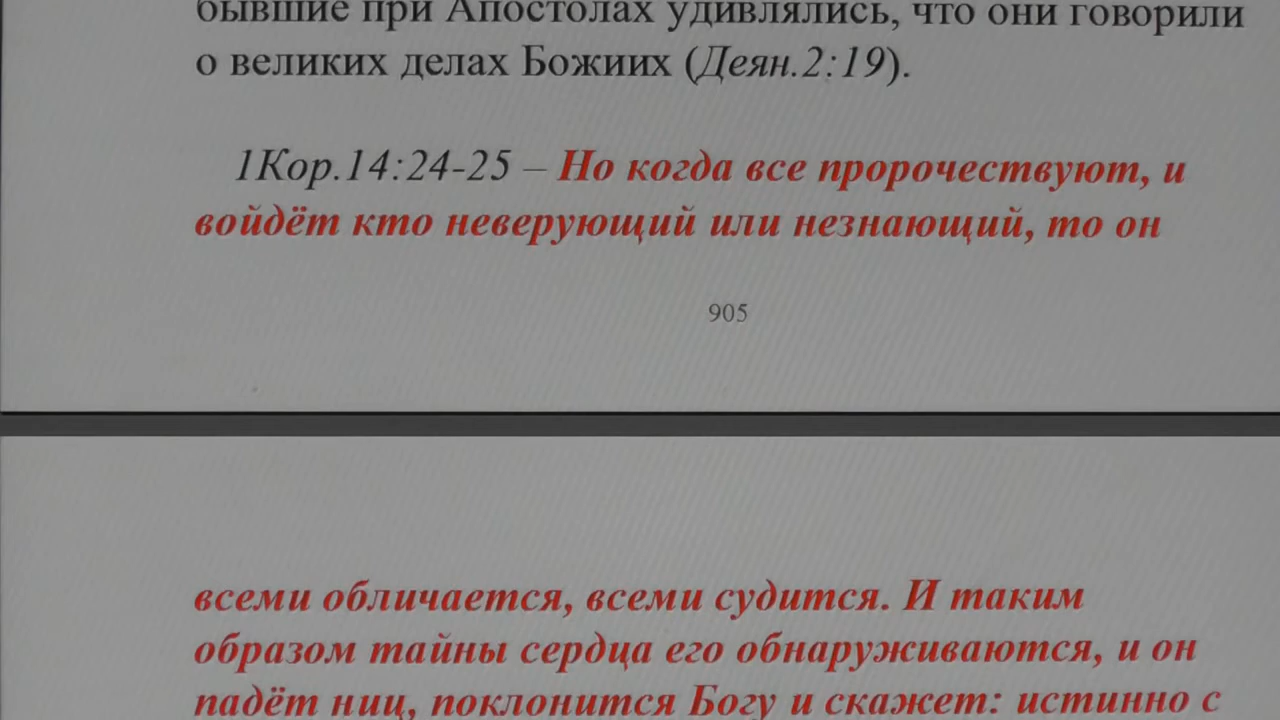 бывшие при Апостолах удивлялись, что они говорили
о великих делах Божиих (Деян.2:19).
1Кор.14:24-25 – Но когда все пророчествуют, и
войдёт кто неверующий или незнающий, то он
905
всеми обличается, всеми судится. И таким
образом тайны сердца его обнаруживаются, и он
падёт ниц, поклонится Богу и скажет: истинно с